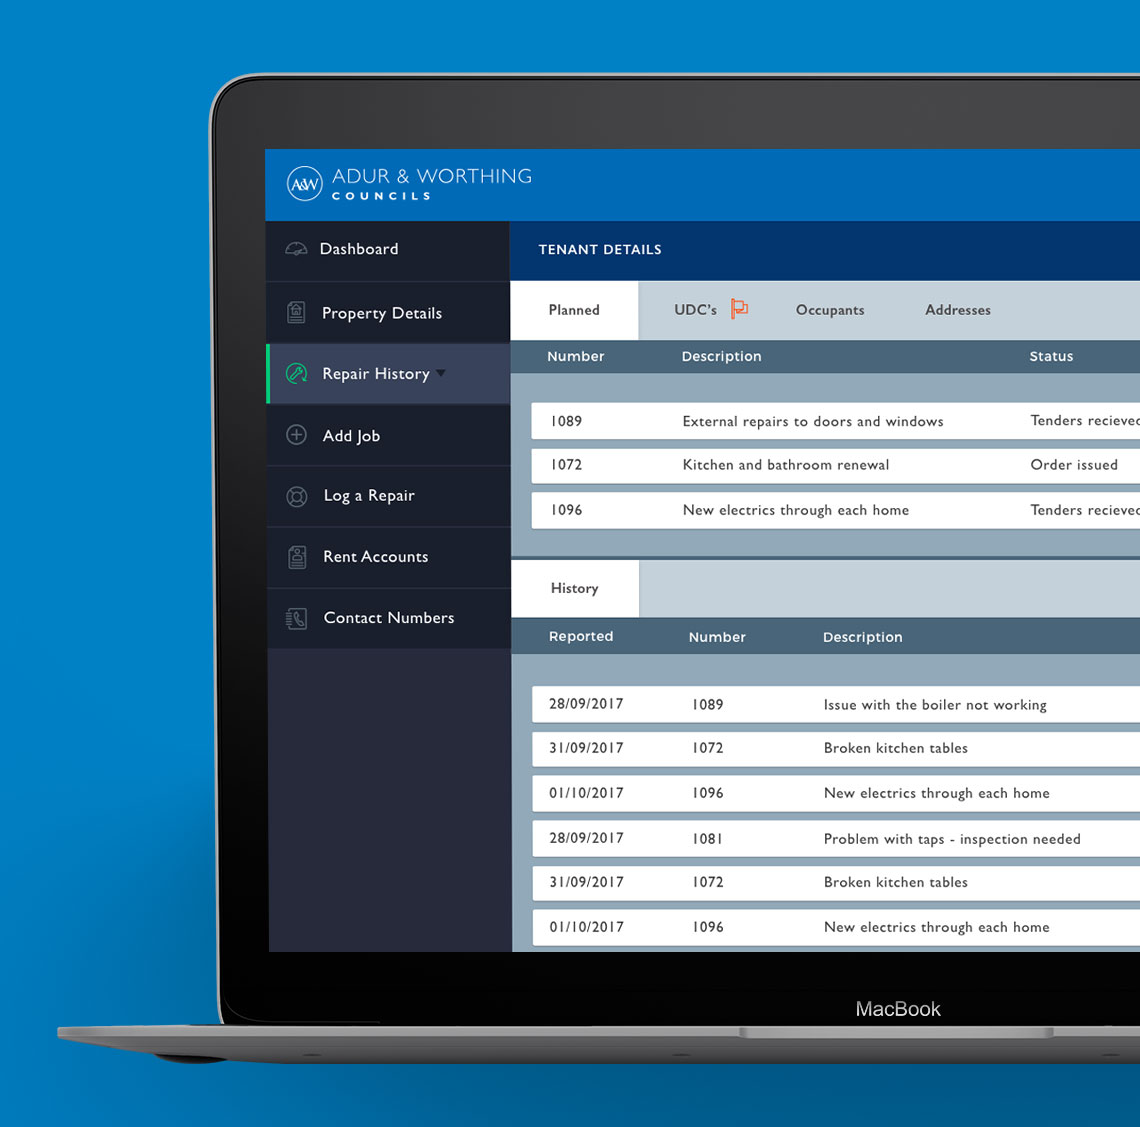 A&W ADUR & WORTHING
COUNCILS
Dashboard
Property Details
Repair History
Add Job
Log a Repair
Rent Accounts
Contact Numbers
TENANT DETAILS
Planned UDC's Occupants Addresses
Number Description Status
1089 External repairs to doors and windows Tenders recieved
1072 Kitchen and bathroom renewal Order issued
1096 New electrics through each home Tenders recieved
History
Reported Number Description
28/09/2017 1089 Issue with the boiler not working
31/09/2017 1072 Broken kitchen tables
01/10/2017 1096 New electrics through each home
28/09/2017 1081 Problem with taps - inspection needed
31/09/2017 1072 Broken kitchen tables
01/10/2017 1096 New electrics through each home
MacBook